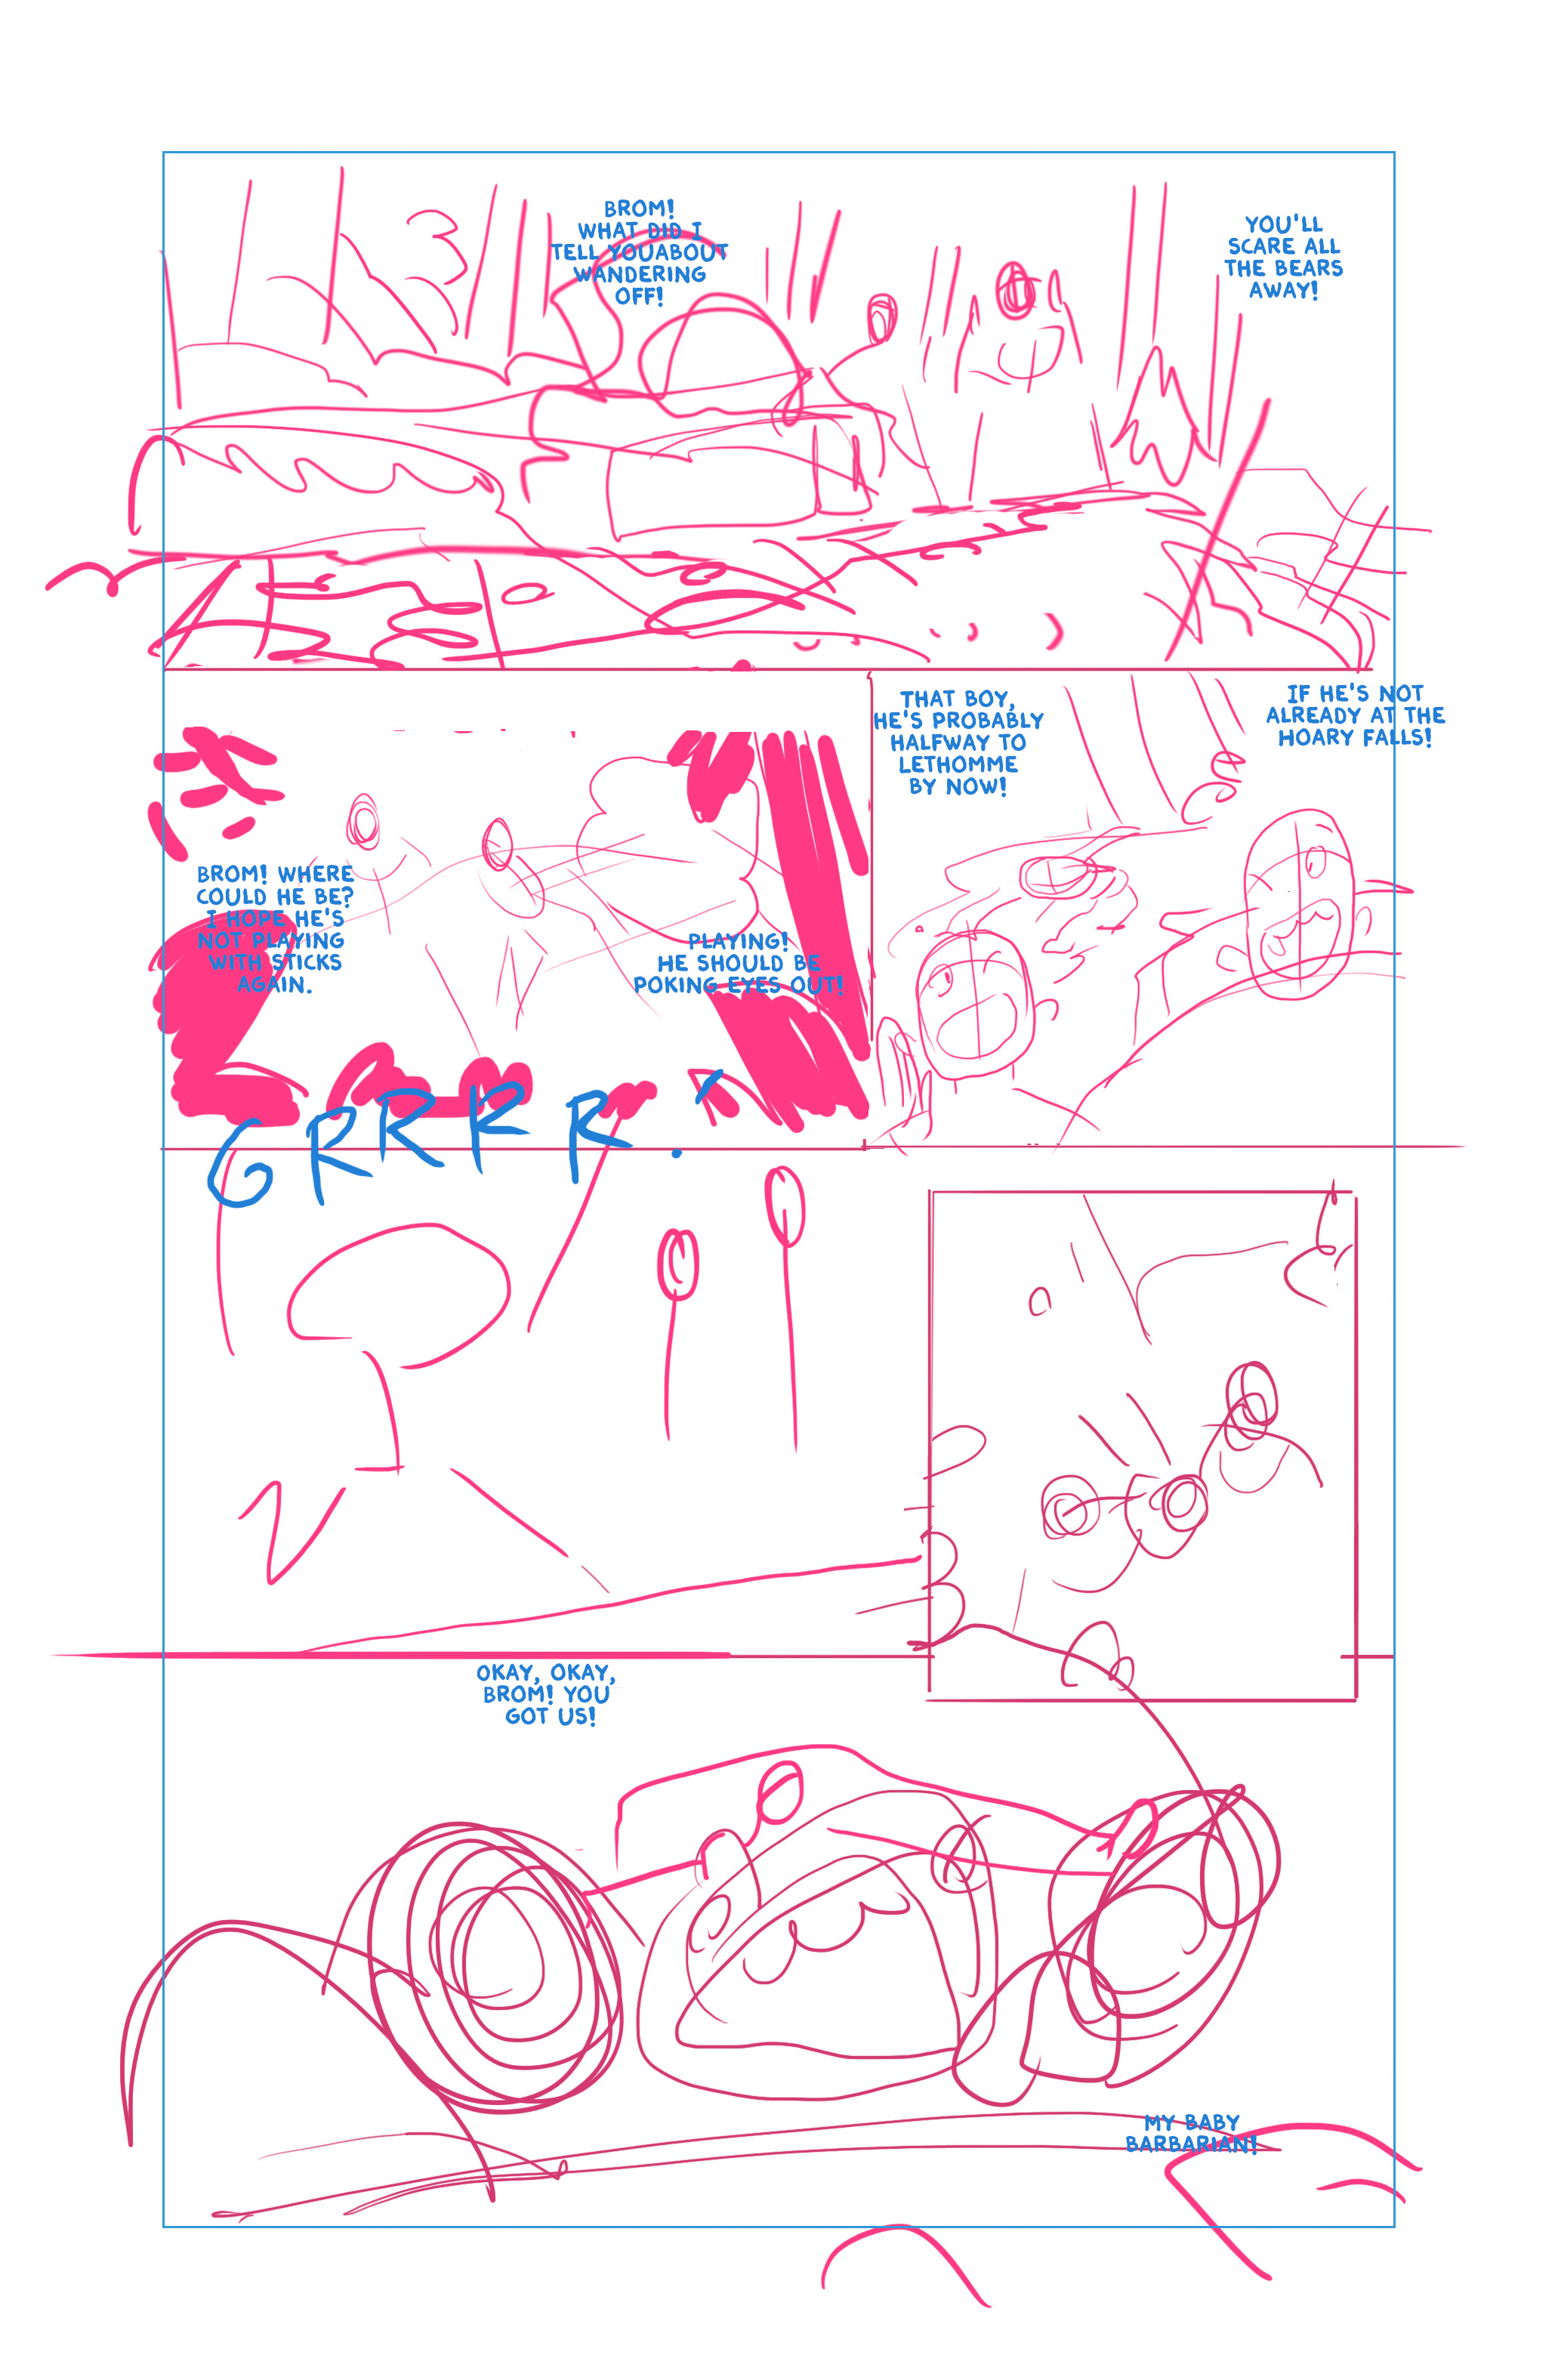 BROM!
WHAT DID I
TELL YOUABOUT
WANDERING
OFF!
YOU'LL
SCARE ALL
THE BEARS
AWAY!
BROM! WHERE
COULD HE BE?
I HOPE HE'S
NOT PLAYING
WITH STICKS
AGAIN.
PLAYING!
HE SHOULD BE
POKING EYES OUT!
THAT BOY,
HE'S PROBABLY
HALFWAY TO
LETHOMME
BY NOW!
IF HE'S NOT
ALREADY AT THE
HOARY FALLS!
GRRRR!
OKAY, OKAY,
BROM! YOU
GOT US!
MY BABY
BARBARIAN!